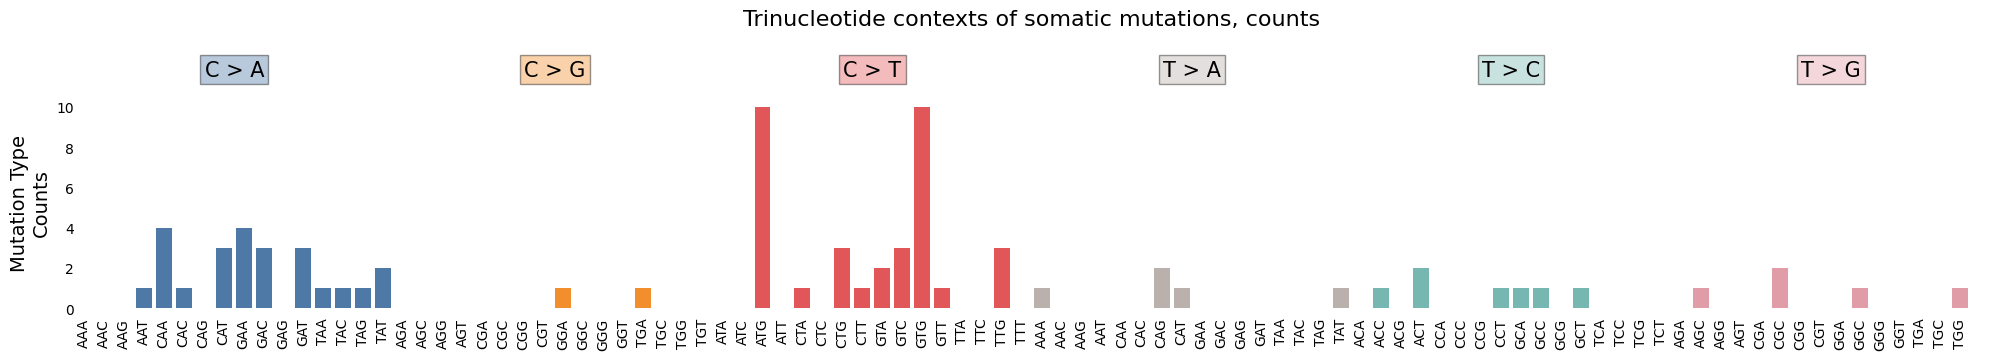 Trinucleotide contexts of somatic mutations, counts
C > A C > G C > T T > A T > C T > G
Mutation Type
Counts
10
8
6
4
2
0
AAA AAC AAG AAT CAA CAC CAG CAT GAA GAC GAG GAT TAA TAC TAG TAT AGA AGC AGG AGT CGA CGC CGG CGT GGA GGC GGG GGT TGA TGC TGG TGT ATA ATC ATG ATT CTA CTC CTG CTT GTA GTC GTG GTT TTA TTC TTG TTT AAA AAC AAG AAT CAA CAC CAG CAT GAA GAC GAG GAT TAA TAC TAG TAT ACA ACC ACG ACT CCA CCC CCG CCT GCA GCC GCG GCT TCA TCC TCG TCT AGA AGC AGG AGT CGA CGC CGG CGT GGA GGC GGG GGT TGA TGC TGG